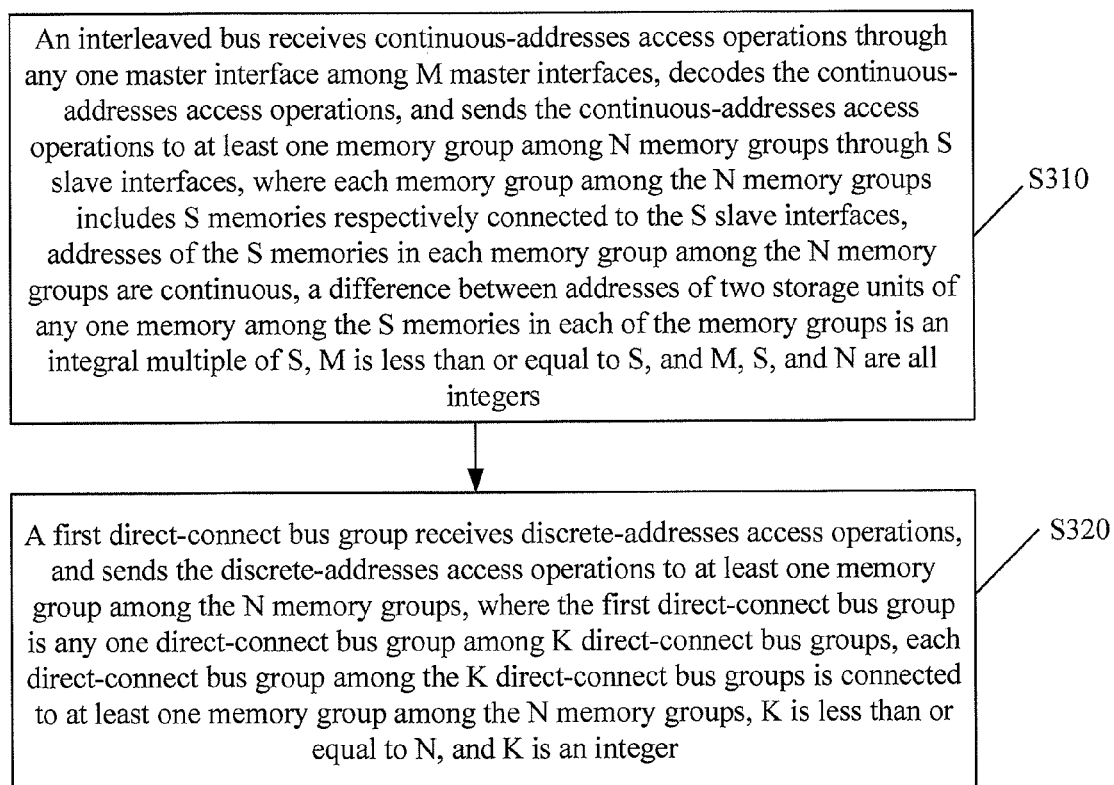 An interleaved bus receives continuous-addresses access operations through
any one master interface among M master interfaces, decodes the continuous-
addresses access operations, and sends the continuous-addresses access
operations to at least one memory group among N memory groups through S
slave interfaces, where each memory group among the N memory groups
includes S memories respectively connected to the S slave interfaces,
addresses of the S memories in each memory group among the N memory
groups are continuous, a difference between addresses of two storage units of
any one memory among the S memories in each of the memory groups is an
integral multiple of S, M is less than or equal to S, and M, S, and N are all
integers
S310
A first direct-connect bus group receives discrete-addresses access operations,
and sends the discrete-addresses access operations to at least one memory
group among the N memory groups, where the first direct-connect bus group
is any one direct-connect bus group among K direct-connect bus groups, each
direct-connect bus group among the K direct-connect bus groups is connected
to at least one memory group among the N memory groups, K is less than or
equal to N, and K is an integer
S320